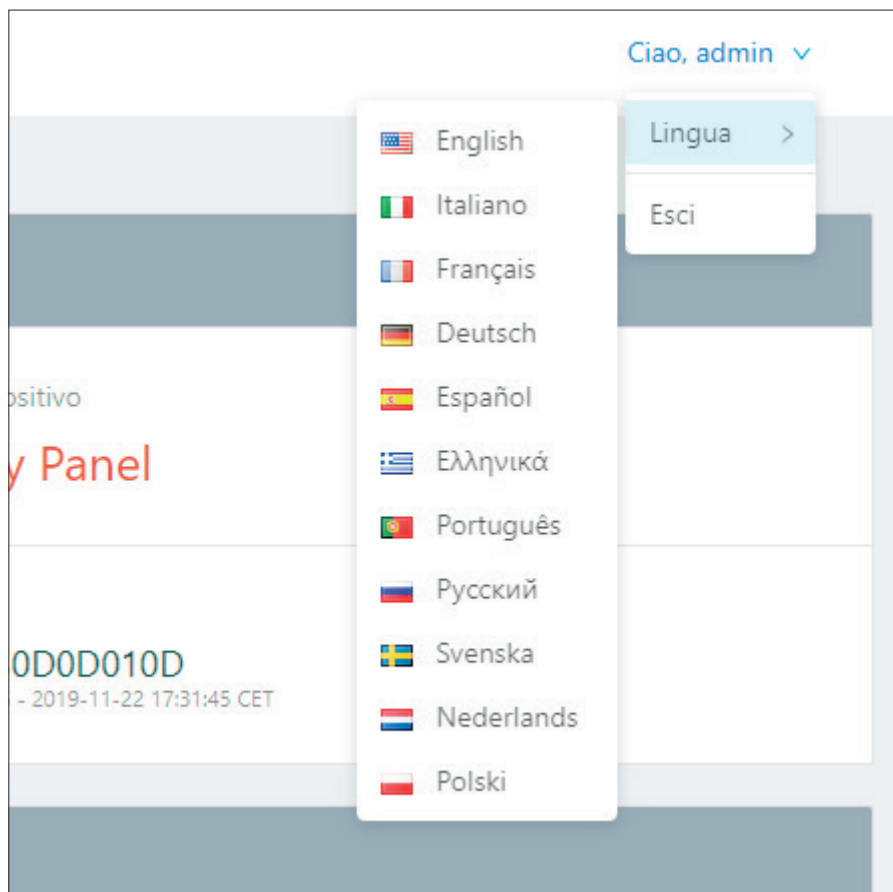 Ciao, admin
Lingua
Esci
English
Italiano
Français
Deutsch
Español
Ελληνικά
Português
Русский
Svenska
Nederlands
Polski
ositivo
y Panel
0D0D010D
- 2019-11-22 17:31:45 CET